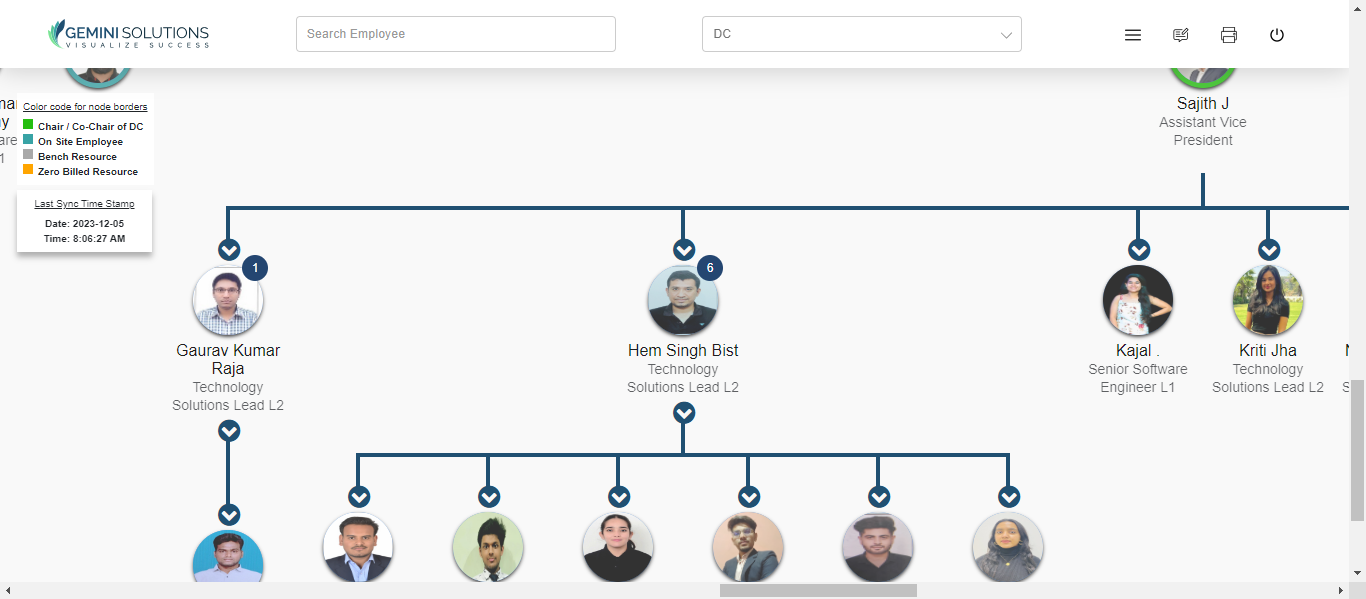 GEMINI SOLUTIONS
VISUALIZE SUCCESS
Search Employee
DC
Color code for node borders
Chair / Co-Chair of DC
On Site Employee
Bench Resource
Zero Billed Resource
Last Sync Time Stamp
Date: 2023-12-05
Time: 8:06:27 AM
Sajith J
Assistant Vice
President
1
Gaurav Kumar
Raja
Technology
Solutions Lead L2
6
Hem Singh Bist
Technology
Solutions Lead L2
Kajal .
Senior Software
Engineer L1
Kriti Jha
Technology
Solutions Lead L2